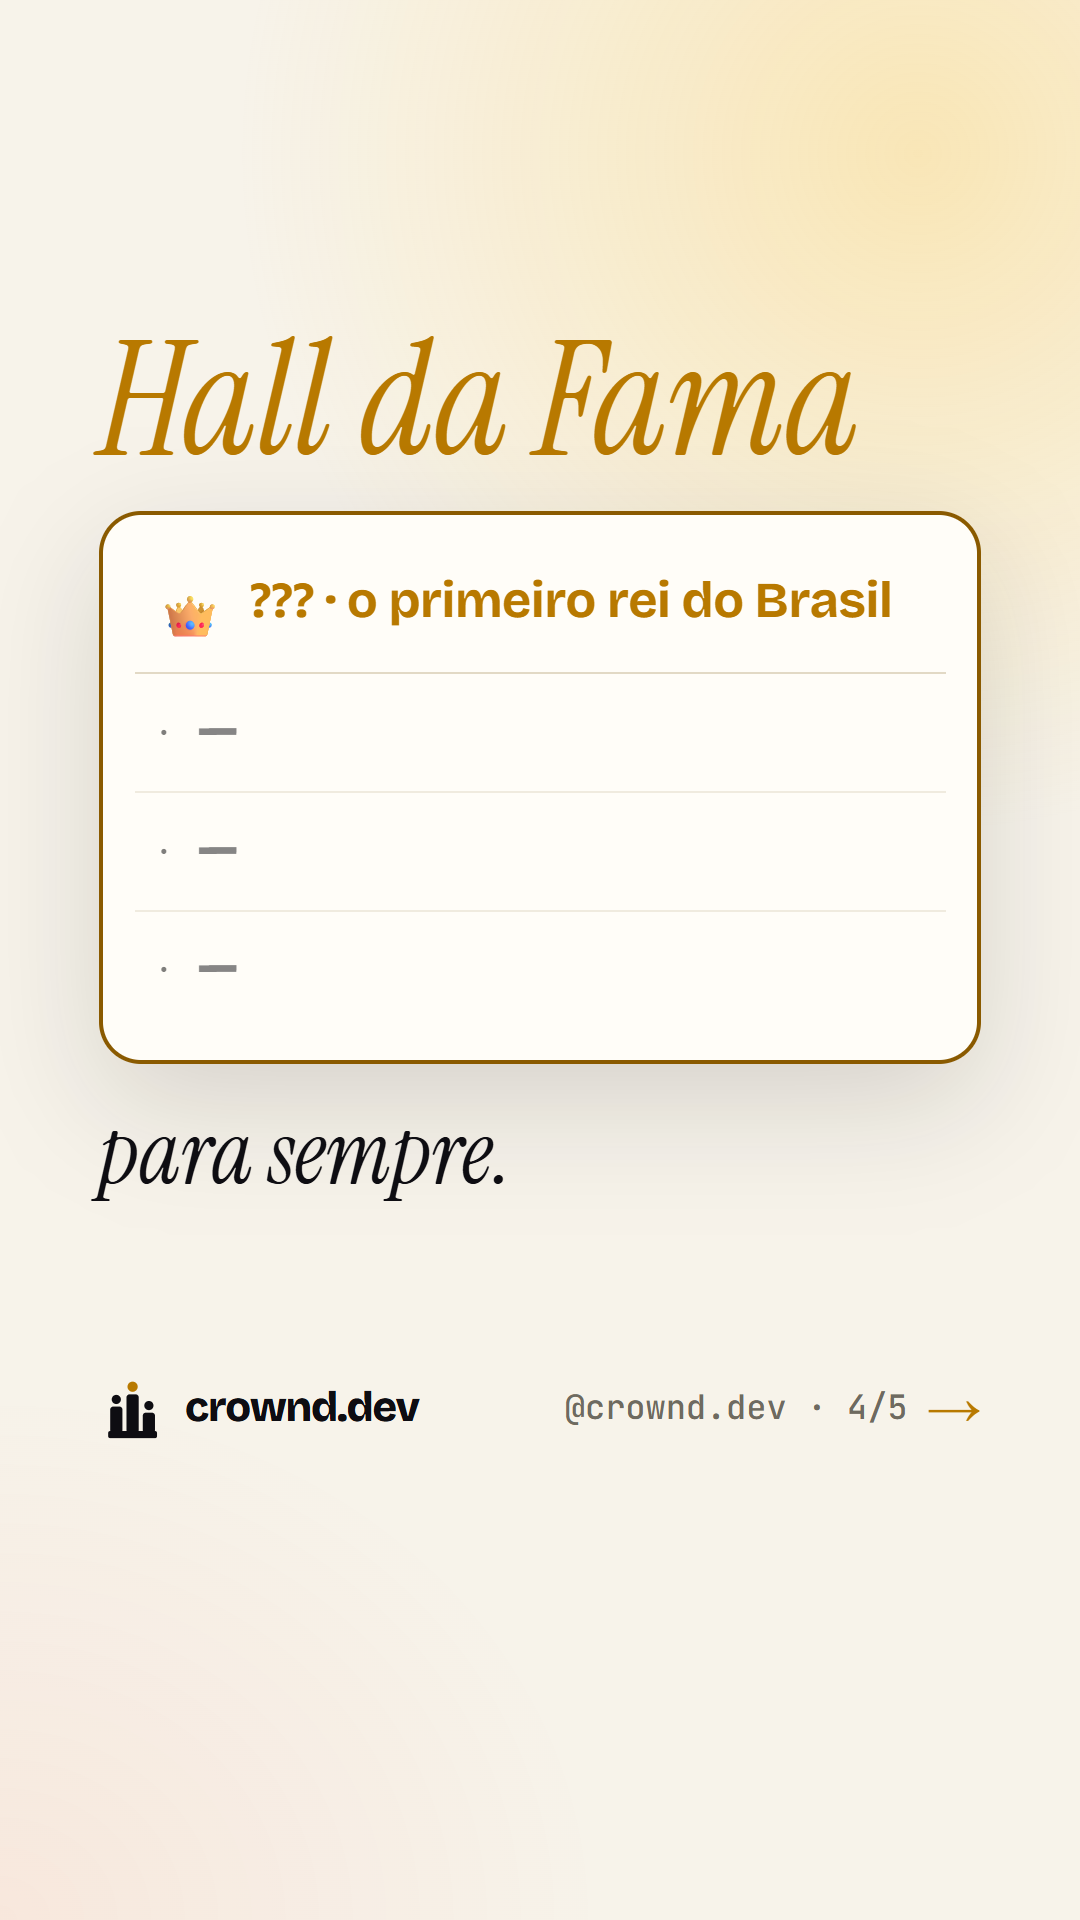 Hall da Fama
??? · o primeiro rei do Brasil
· —
· —
· —
para sempre.
crownd.dev
@crownd.dev · 4/5 →